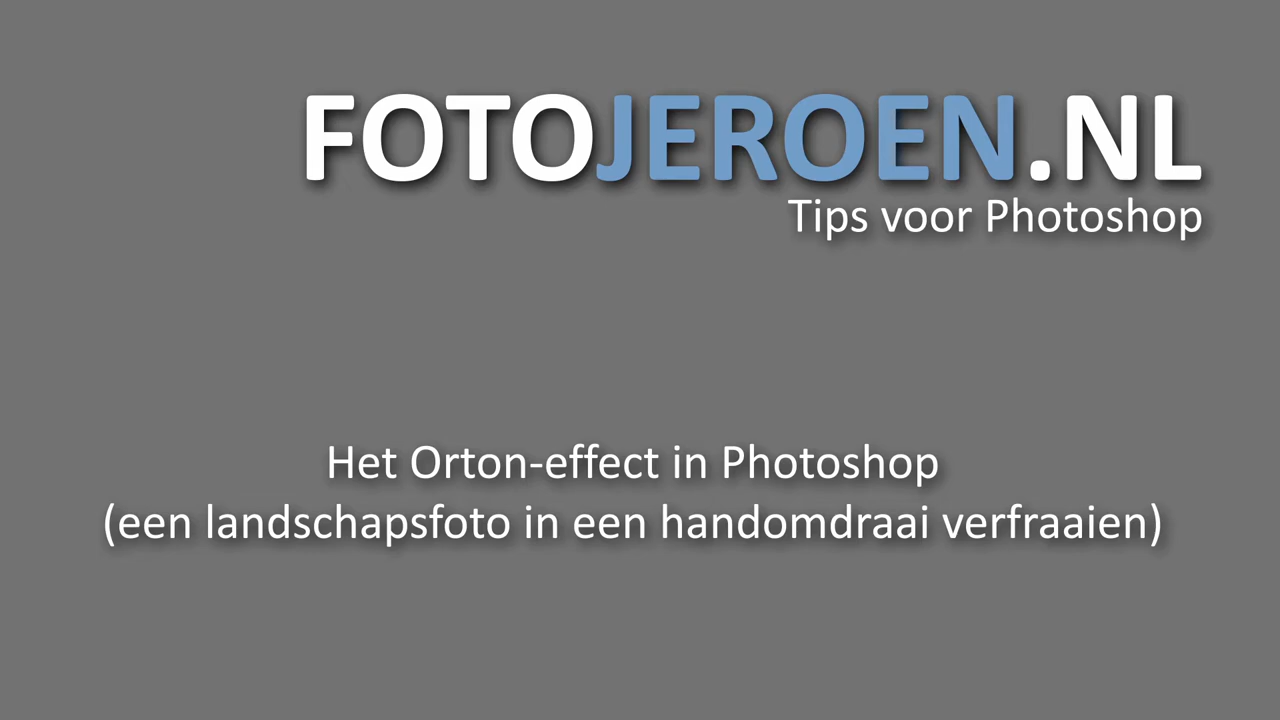 FOTOJEROEN.NL
Tips voor Photoshop
Het Orton-effect in Photoshop
(een landschapsfoto in een handomdraai verfraaien)